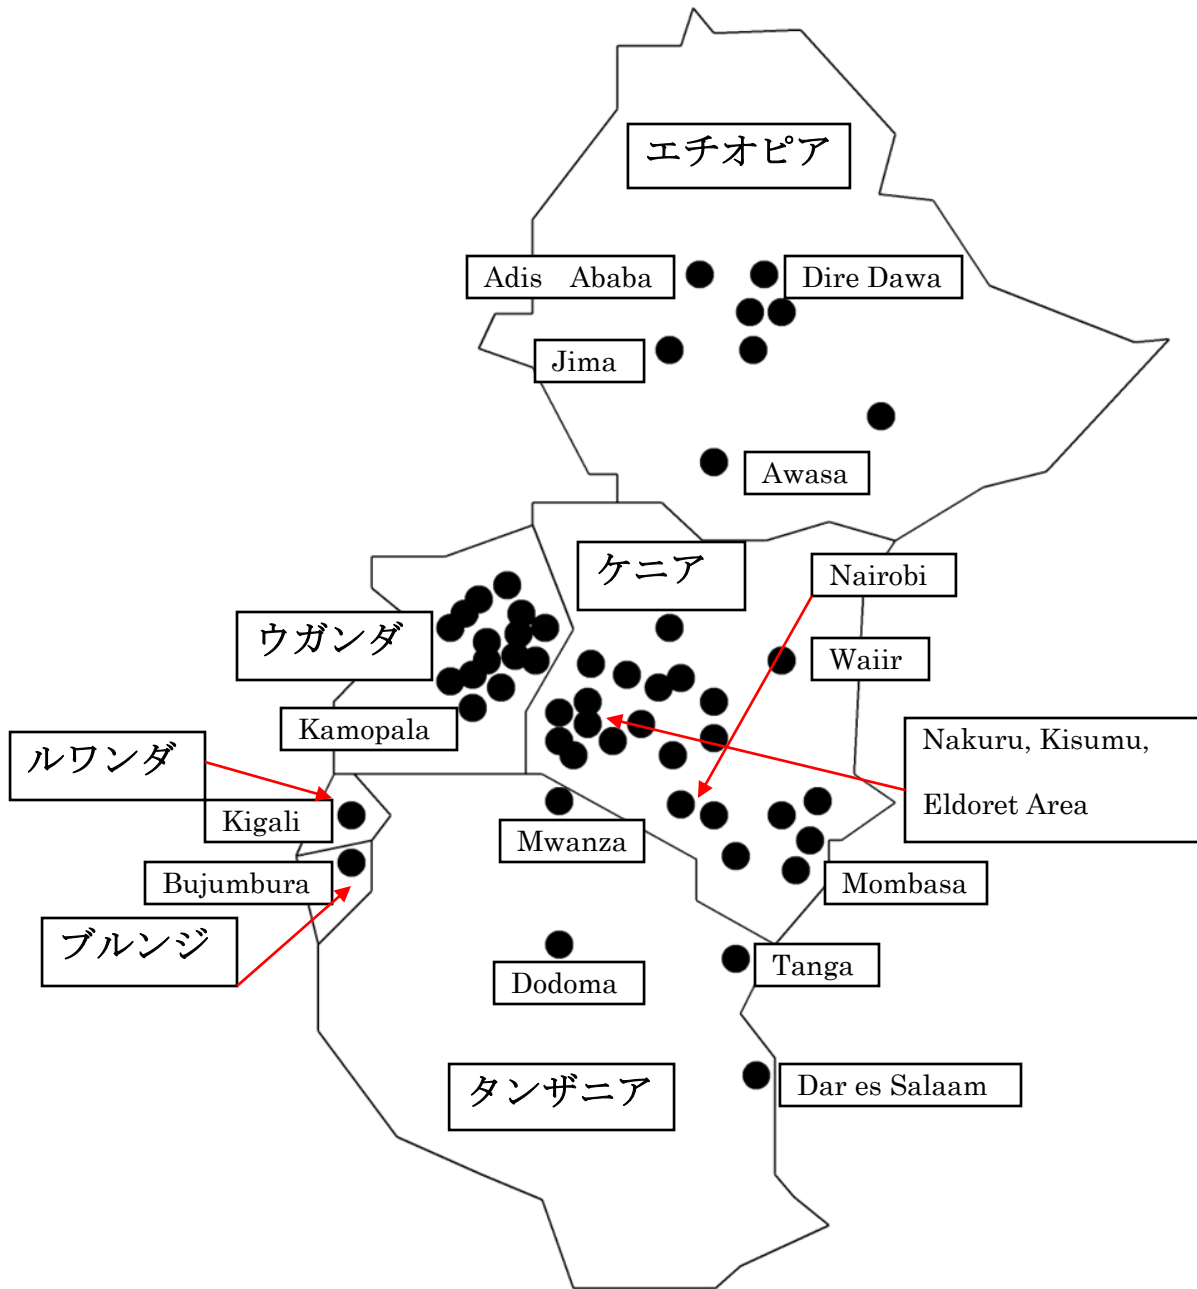 エチオピア
Adis Ababa
Dire Dawa
Jima
Awasa
ケニア
Nairobi
ウガンダ
Waiir
Kamopala
Nakuru, Kisumu,
Eldoret Area
ルワンダ
Kigali
Mwanza
Bujumbura
Mombasa
ブルンジ
Tanga
Dodoma
タンザニア
Dar es Salaam